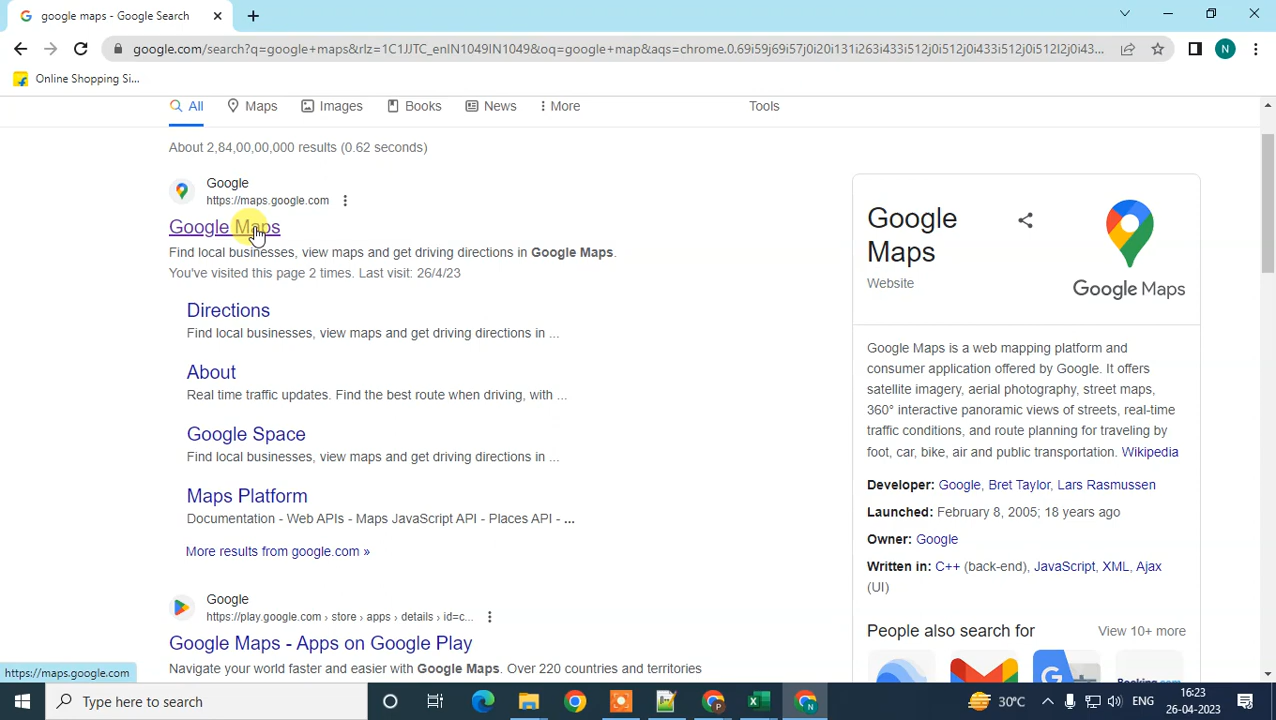 google maps - Google Search
google.com/search?q=google+maps&rlz=1C1JJTC_enIN1049IN1049&oq=google+map&aqs=chrome.0.69i59j69i57j0i20i131i263i433i512j0i512j0i433i512j0i512l2j0i43...
N
Online Shopping Si...
All
Maps
Images
Books
News
More
Tools
About 2,84,00,00,000 results (0.62 seconds)
Google
https://maps.google.com
Google Maps
Find local businesses, view maps and get driving directions in Google Maps.
You've visited this page 2 times. Last visit: 26/4/23
Directions
Find local businesses, view maps and get driving directions in ...
About
Real time traffic updates. Find the best route when driving, with ...
Google Space
Find local businesses, view maps and get driving directions in ...
Maps Platform
Documentation - Web APIs - Maps JavaScript API - Places API - ...
More results from google.com »
Google
https://play.google.com › store › apps › details › id=c...
Google Maps - Apps on Google Play
Navigate your world faster and easier with Google Maps. Over 220 countries and territories
Google
Maps
Website
Google Maps
Google Maps is a web mapping platform and
consumer application offered by Google. It offers
satellite imagery, aerial photography, street maps,
360° interactive panoramic views of streets, real-time
traffic conditions, and route planning for traveling by
foot, car, bike, air and public transportation. Wikipedia
Developer: Google, Bret Taylor, Lars Rasmussen
Launched: February 8, 2005; 18 years ago
Owner: Google
Written in: C++ (back-end), JavaScript, XML, Ajax
(UI)
People also search for
View 10+ more
Booking.com
https://maps.google.com
Type here to search
P
N
30°C
ENG
16:23
26-04-2023